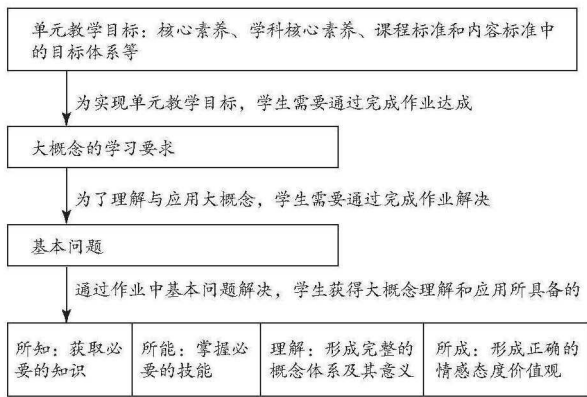 单元教学目标：核心素养、学科核心素养、课程标准和内容标准中
的目标体系等
为实现单元教学目标，学生需要通过完成作业达成
大概念的学习要求
为了理解与应用大概念，学生需要通过完成作业解决
基本问题
通过作业中基本问题解决，学生获得大概念理解和应用所具备的
所知：获取必
要的知识
所能：掌握必
要的技能
理解：形成完整的
概念体系及其意义
所成：形成正确的
情感态度价值观